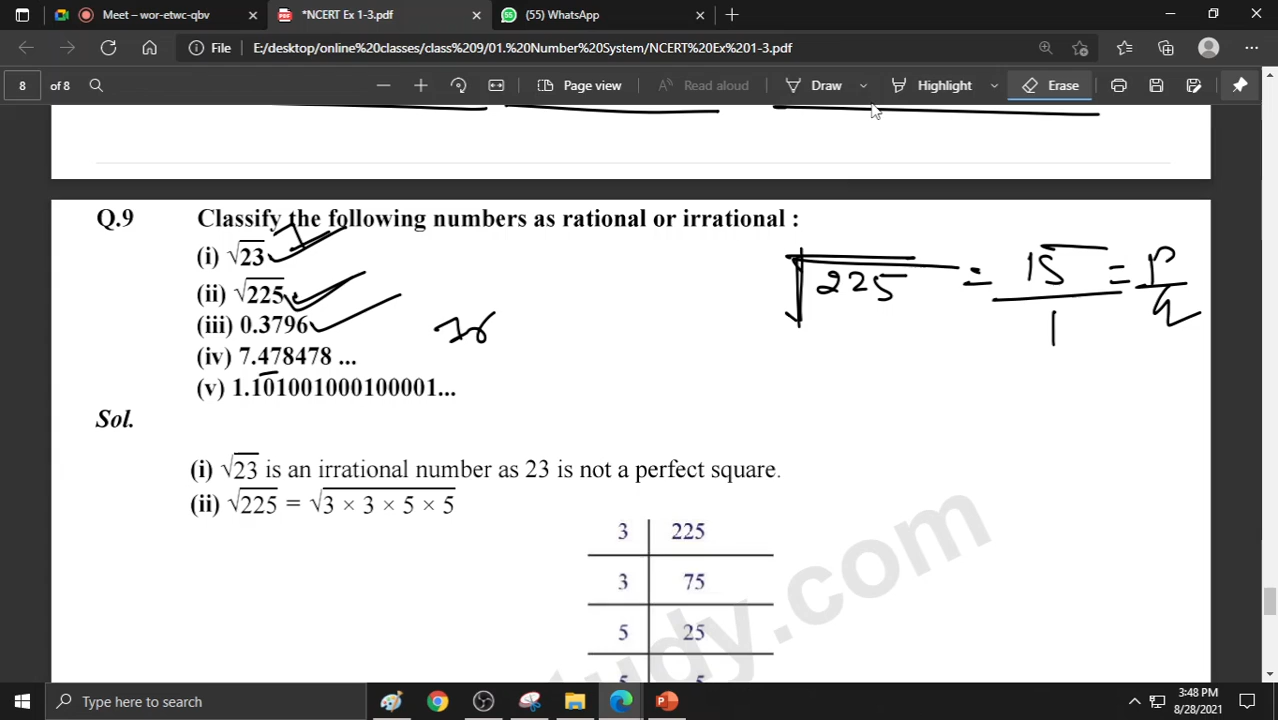 Meet – wor-etwc-qbv
*NCERT Ex 1-3.pdf
(55) WhatsApp
File
E:/desktop/online%20classes/class%209/01.%20Number%20System/NCERT%20Ex%201-3.pdf
8 of 8
Page view
Read aloud
Draw
Highlight
Erase
Q.9 Classify the following numbers as rational or irrational :
(i) √23
(ii) √225
(iii) 0.3796
(iv) 7.478478 ...
(v) 1.101001000100001...
√225 = 15/1 = p/q
Sol.
(i) √23 is an irrational number as 23 is not a perfect square.
(ii) √225 = √3 × 3 × 5 × 5
3 225
3 75
5 25
5 5
tudy.com
Type here to search
3:48 PM
8/28/2021